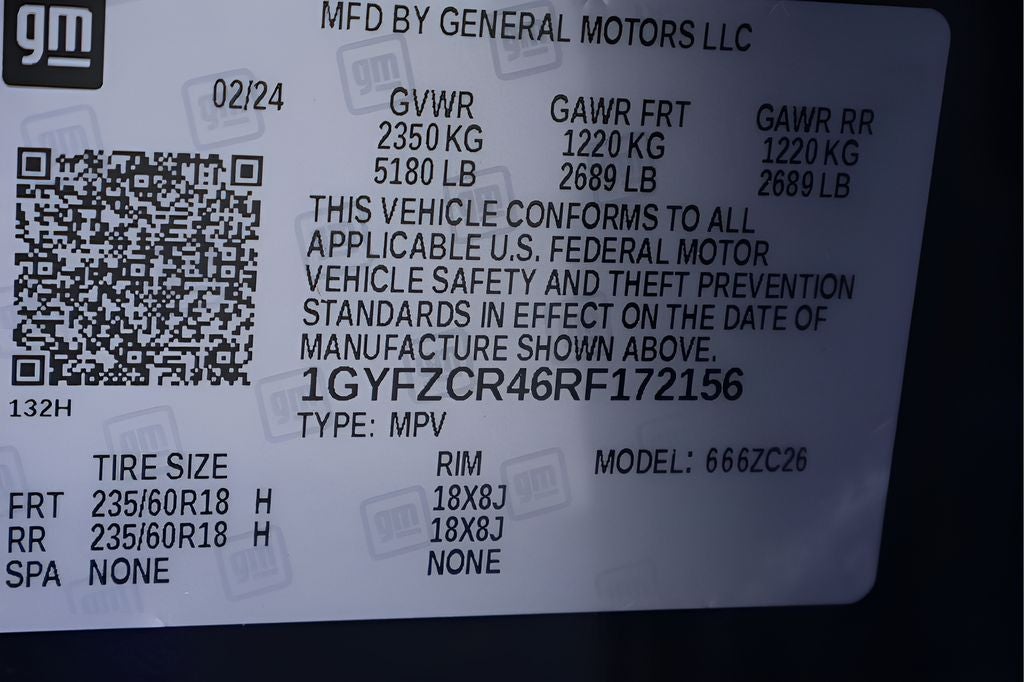 gm
MFD BY GENERAL MOTORS LLC
02/24
GVWR GAWR FRT GAWR RR
2350 KG 1220 KG 1220 KG
5180 LB 2689 LB 2689 LB
THIS VEHICLE CONFORMS TO ALL
APPLICABLE U.S. FEDERAL MOTOR
VEHICLE SAFETY AND THEFT PREVENTION
STANDARDS IN EFFECT ON THE DATE OF
MANUFACTURE SHOWN ABOVE.
1GYFZCR46RF172156
132H
TYPE: MPV
TIRE SIZE RIM MODEL: 666ZC26
FRT 235/60R18 H 18X8J
RR 235/60R18 H 18X8J
SPA NONE NONE